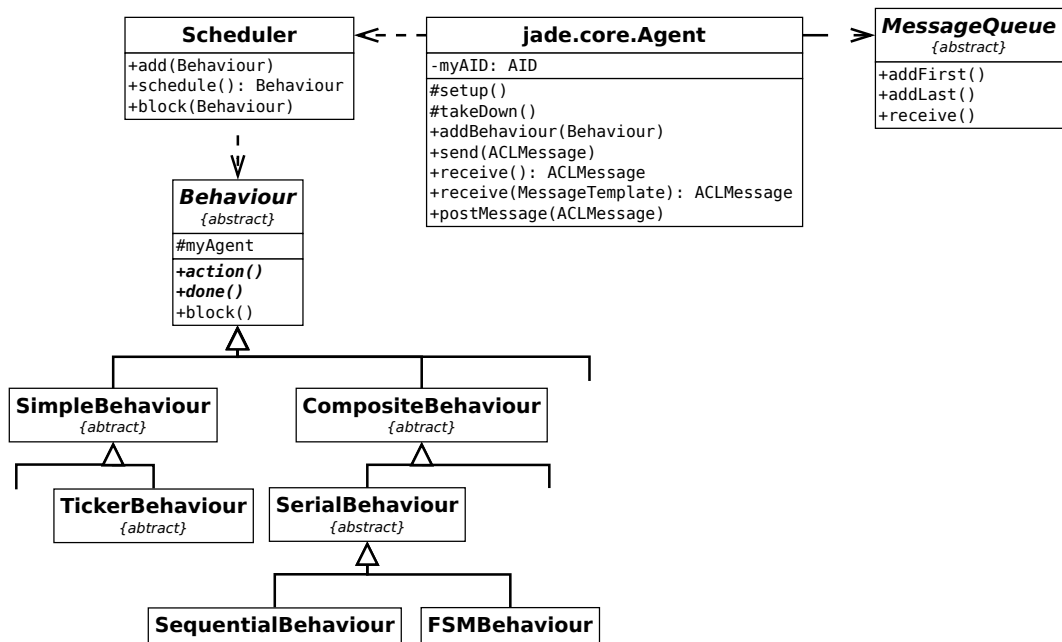 Scheduler
+add(Behaviour)
+schedule(): Behaviour
+block(Behaviour)
jade.core.Agent
-myAID: AID
#setup()
#takeDown()
+addBehaviour(Behaviour)
+send(ACLMessage)
+receive(): ACLMessage
+receive(MessageTemplate): ACLMessage
+postMessage(ACLMessage)
MessageQueue
{abstract}
+addFirst()
+addLast()
+receive()
Behaviour
{abstract}
#myAgent
+action()
+done()
+block()
SimpleBehaviour
{abtract}
CompositeBehaviour
{abtract}
TickerBehaviour
{abtract}
SerialBehaviour
{abstract}
SequentialBehaviour
FSMBehaviour